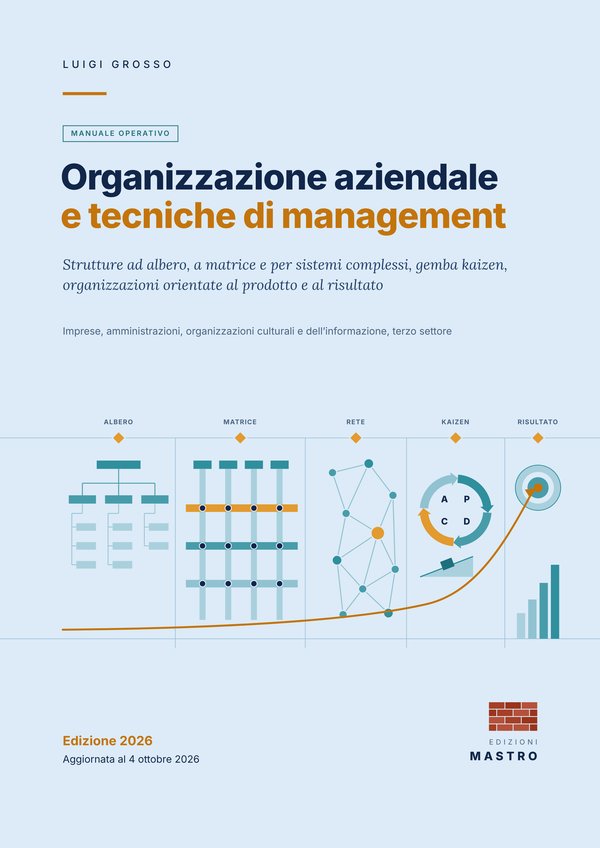 LUIGI GROSSO
MANUALE OPERATIVO
Organizzazione aziendale
e tecniche di management
Strutture ad albero, a matrice e per sistemi complessi, gemba kaizen,
organizzazioni orientate al prodotto e al risultato
Imprese, amministrazioni, organizzazioni culturali e dell’informazione, terzo settore
ALBERO
MATRICE
RETE
KAIZEN
RISULTATO
A P
C D
Edizione 2026
Aggiornata al 4 ottobre 2026
EDIZIONI
MASTRO